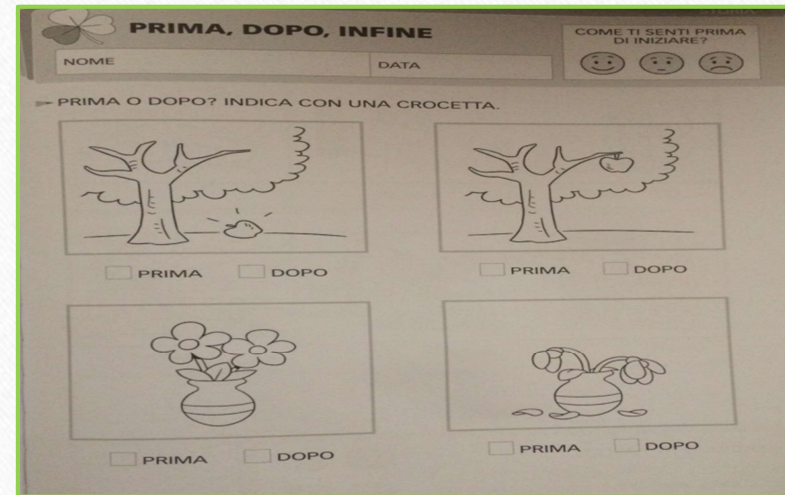 PRIMA, DOPO, INFINE
COME TI SENTI PRIMA
DI INIZIARE?
NOME
DATA
PRIMA O DOPO? INDICA CON UNA CROCETTA.
PRIMA DOPO
PRIMA DOPO
PRIMA DOPO
PRIMA DOPO